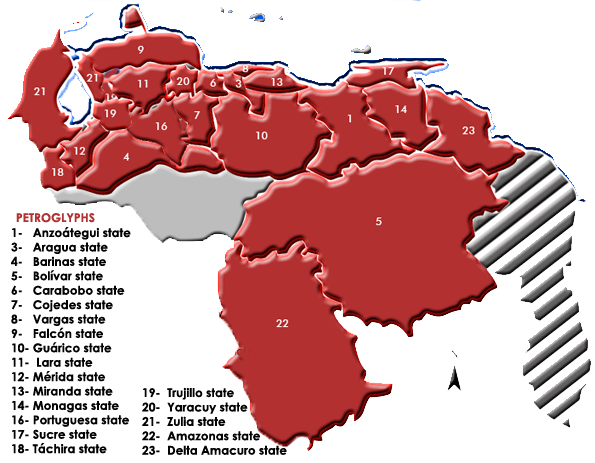 9
8
17
21
21
11
20
6
3
13
14
1
19
16
7
23
10
12
4
18
5
22
PETROGLYPHS
1- Anzoátegui state
3- Aragua state
4- Barinas state
5- Bolívar state
6- Carabobo state
7- Cojedes state
8- Vargas state
9- Falcón state
10- Guárico state
11- Lara state
12- Mérida state
13- Miranda state
14- Monagas state
16- Portuguesa state
17- Sucre state
18- Táchira state
19- Trujillo state
20- Yaracuy state
21- Zulia state
22- Amazonas state
23- Delta Amacuro state